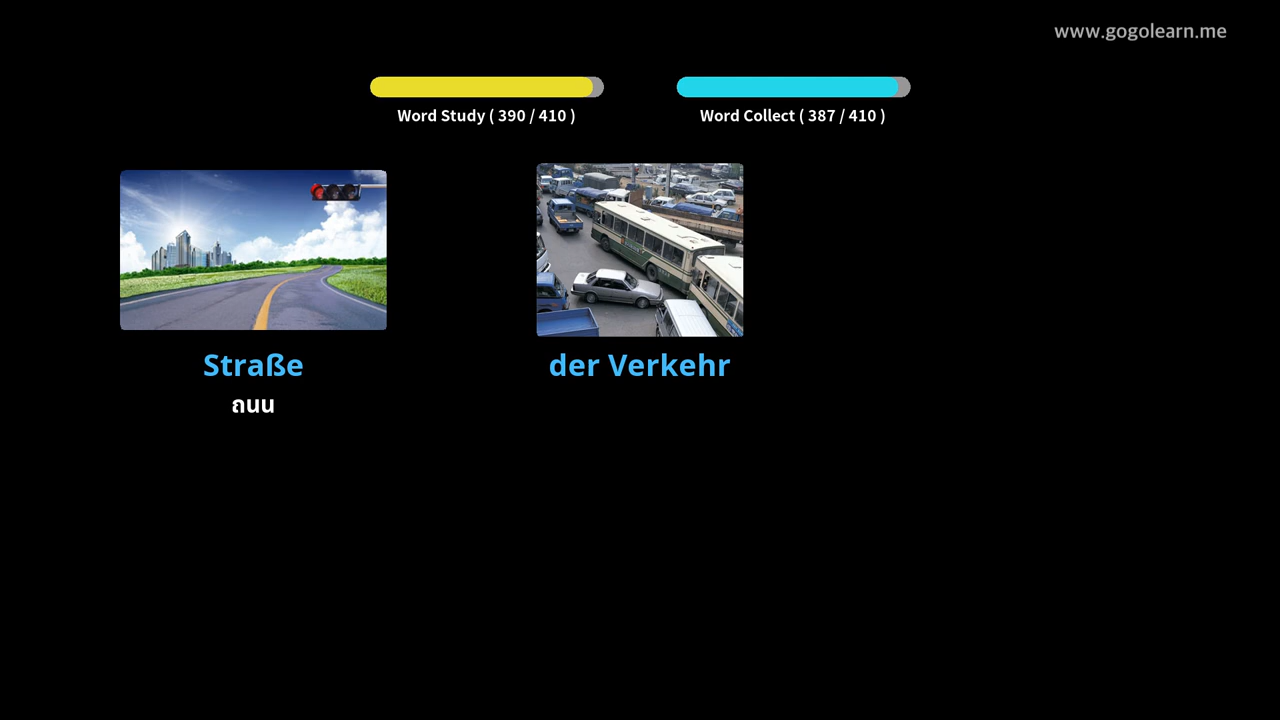 www.gogolearn.me
Word Study ( 390 / 410 )
Word Collect ( 387 / 410 )
Straße
der Verkehr
ถนน